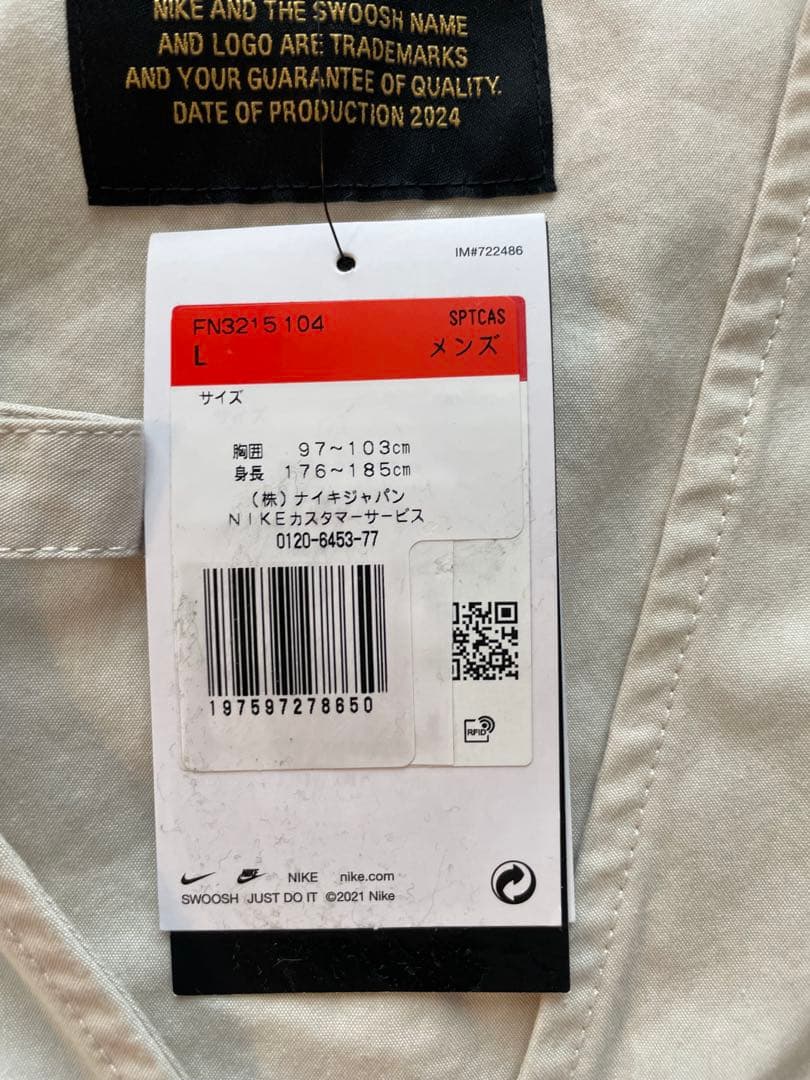 NIKE AND THE SWOOSH NAME
AND LOGO ARE TRADEMARKS
AND YOUR GUARANTEE OF QUALITY.
DATE OF PRODUCTION 2024
IM#722486
FN3215 104 SPTCAS
L メンズ
サイズ
胸囲 97~103cm
身長 176~185cm
(株)ナイキジャパン
NIKEカスタマーサービス
0120-6453-77
197597278650
RFID
NIKE nike.com
SWOOSH JUST DO IT ©2021 Nike